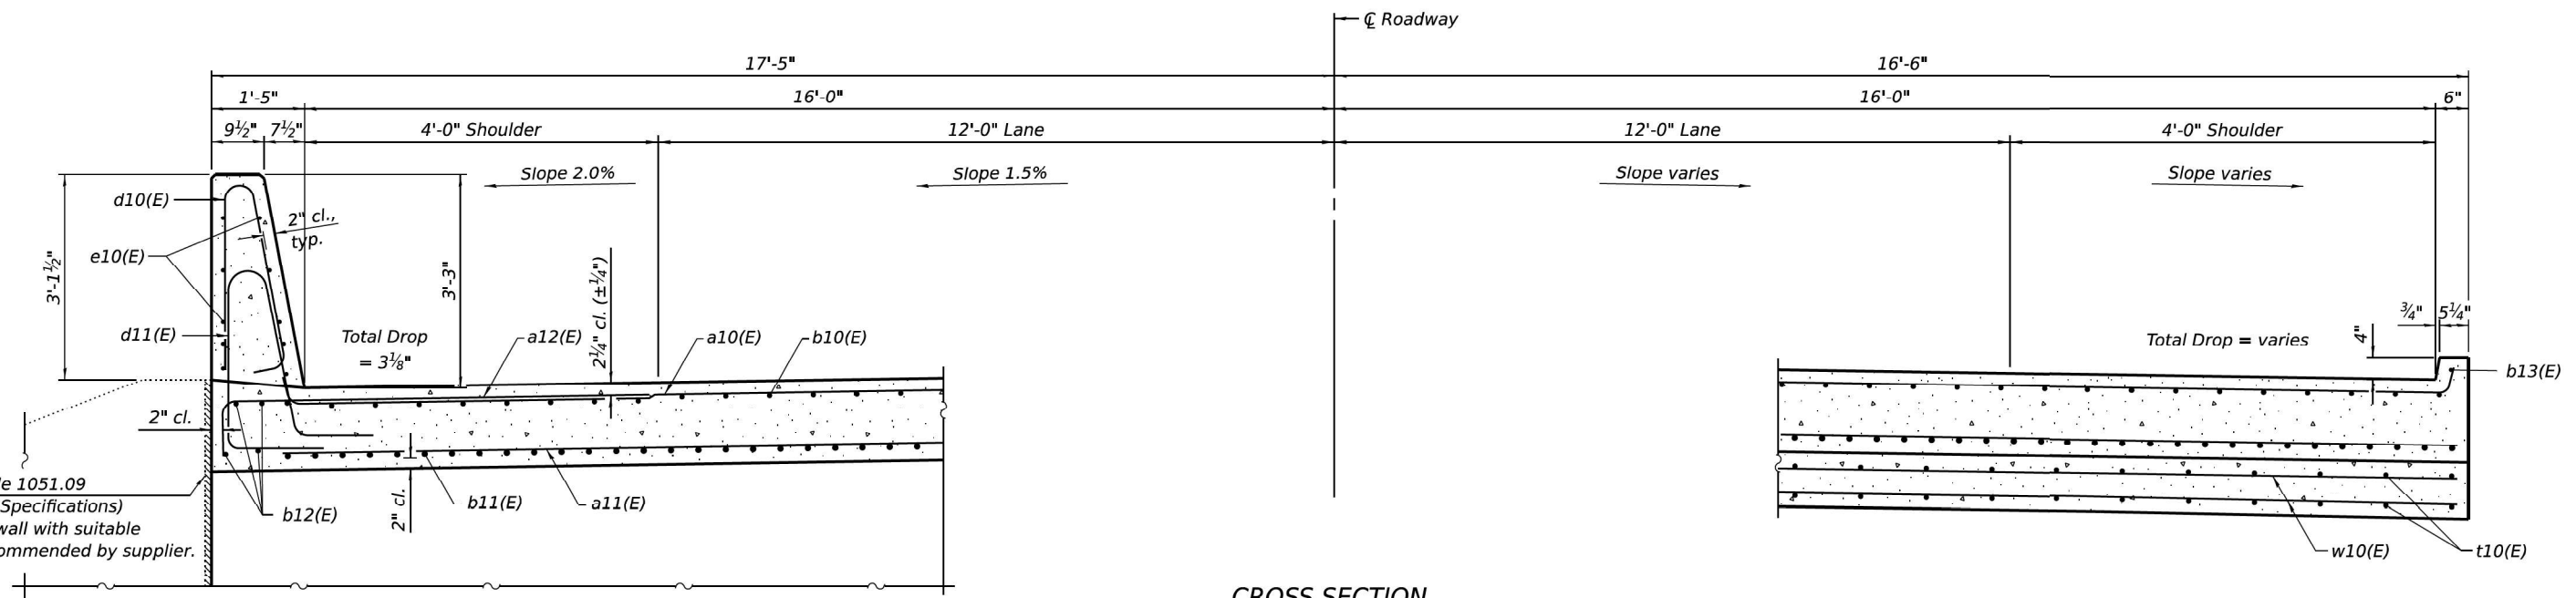 ℄ Roadway
17'-5"
16'-6"
1'-5"
16'-0"
16'-0"
6"
9½"
7½"
4'-0" Shoulder
12'-0" Lane
12'-0" Lane
4'-0" Shoulder
Slope 2.0%
Slope 1.5%
Slope varies
Slope varies
d10(E)
2" cl.,
typ.
e10(E)
3'-1½"
3'-3"
2¼" cl. (±¼")
d11(E)
Total Drop
= 3⅛"
a12(E)
a10(E)
b10(E)
Total Drop = varies
4"
¾"
5¼"
b13(E)
2" cl.
1051.09
Specifications)
wall with suitable
recommended by supplier.
b12(E)
2" cl.
b11(E)
a11(E)
w10(E)
t10(E)
CROSS SECTION